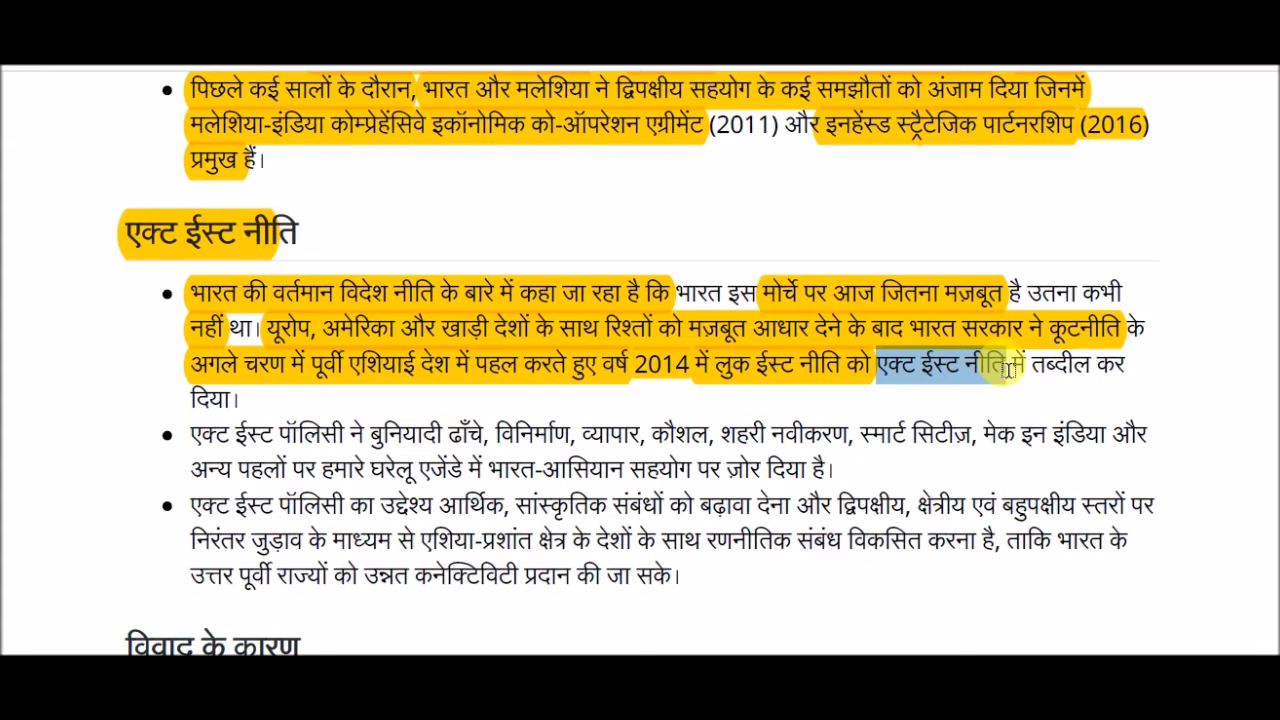 पिछले कई सालों के दौरान, भारत और मलेशिया ने द्विपक्षीय सहयोग के कई समझौतों को अंजाम दिया जिनमें
मलेशिया-इंडिया कोम्प्रेहेंसिवे इकॉनोमिक को-ऑपरेशन एग्रीमेंट (2011) और इनहेंस्ड स्ट्रैटेजिक पार्टनरशिप (2016)
प्रमुख हैं।
एक्ट ईस्ट नीति
भारत की वर्तमान विदेश नीति के बारे में कहा जा रहा है कि भारत इस मोर्चे पर आज जितना मज़बूत है उतना कभी
नहीं था। यूरोप, अमेरिका और खाड़ी देशों के साथ रिश्तों को मज़बूत आधार देने के बाद भारत सरकार ने कूटनीति के
अगले चरण में पूर्वी एशियाई देश में पहल करते हुए वर्ष 2014 में लुक ईस्ट नीति को एक्ट ईस्ट नीति में तब्दील कर
दिया।
एक्ट ईस्ट पॉलिसी ने बुनियादी ढाँचे, विनिर्माण, व्यापार, कौशल, शहरी नवीकरण, स्मार्ट सिटीज़, मेक इन इंडिया और
अन्य पहलों पर हमारे घरेलू एजेंडे में भारत-आसियान सहयोग पर ज़ोर दिया है।
एक्ट ईस्ट पॉलिसी का उद्देश्य आर्थिक, सांस्कृतिक संबंधों को बढ़ावा देना और द्विपक्षीय, क्षेत्रीय एवं बहुपक्षीय स्तरों पर
निरंतर जुड़ाव के माध्यम से एशिया-प्रशांत क्षेत्र के देशों के साथ रणनीतिक संबंध विकसित करना है, ताकि भारत के
उत्तर पूर्वी राज्यों को उन्नत कनेक्टिविटी प्रदान की जा सके।
विवाद के कारण